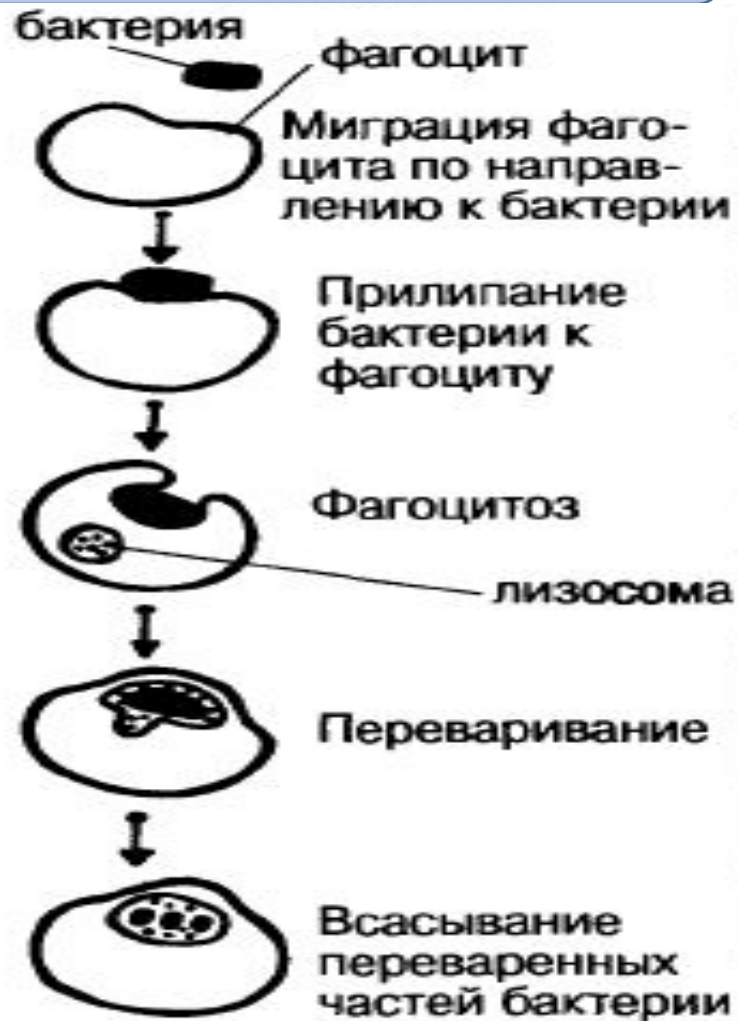 бактерия
фагоцит
Миграция фаго-
цита по направ-
лению к бактерии
Прилипание
бактерии к
фагоциту
Фагоцитоз
лизосома
Переваривание
Всасывание
переваренных
частей бактерии